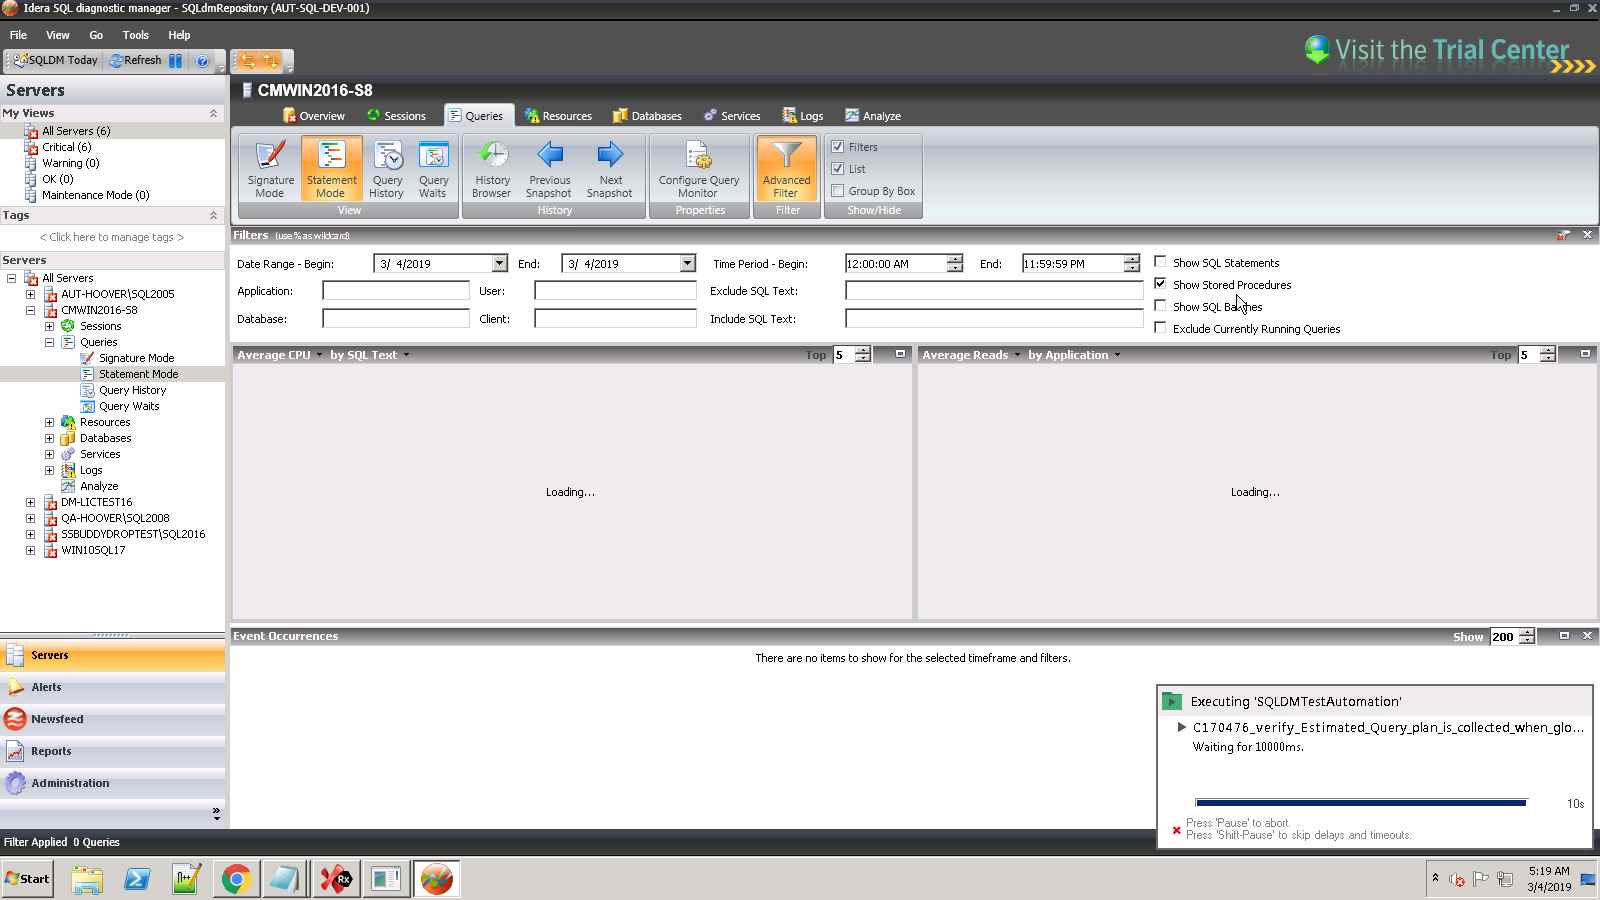 Idera SQL diagnostic manager - SQLdmRepository (AUT-SQL-DEV-001)
File View Go Tools Help
SQLDM Today Refresh
Visit the Trial Center
Servers
My Views
All Servers (6)
Critical (6)
Warning (0)
OK (0)
Maintenance Mode (0)
Tags
< Click here to manage tags >
Servers
All Servers
AUT-HOOVER\SQL2005
CMWIN2016-S8
Sessions
Queries
Signature Mode
Statement Mode
Query History
Query Waits
Resources
Databases
Services
Logs
Analyze
DM-LICTEST16
QA-HOOVER\SQL2008
SSBUDDYDROPTEST\SQL2016
WIN10SQL17
Servers
Alerts
Newsfeed
Reports
Administration
CMWIN2016-S8
Overview Sessions Queries Resources Databases Services Logs Analyze
Signature Mode
Statement Mode
Query History
Query Waits
View
History Browser
Previous Snapshot
Next Snapshot
History
Configure Query Monitor
Properties
Advanced Filter
Filter
Filters
List
Group By Box
Show/Hide
Filters (use % as wildcard)
Date Range - Begin: 3/ 4/2019 End: 3/ 4/2019 Time Period - Begin: 12:00:00 AM End: 11:59:59 PM Show SQL Statements
Application: User: Exclude SQL Text: Show Stored Procedures
Database: Client: Include SQL Text: Show SQL Batches
Exclude Currently Running Queries
Average CPU by SQL Text Top 5
Average Reads by Application Top 5
Loading...
Loading...
Event Occurrences Show 200
There are no items to show for the selected timeframe and filters.
Executing 'SQLDMTestAutomation'
C170476_verify_Estimated_Query_plan_is_collected_when_glo...
Waiting for 10000ms.
10s
Press 'Pause' to abort.
Press 'Shift-Pause' to skip delays and timeouts.
Filter Applied 0 Queries
Start
n++
Rx
5:19 AM
3/4/2019